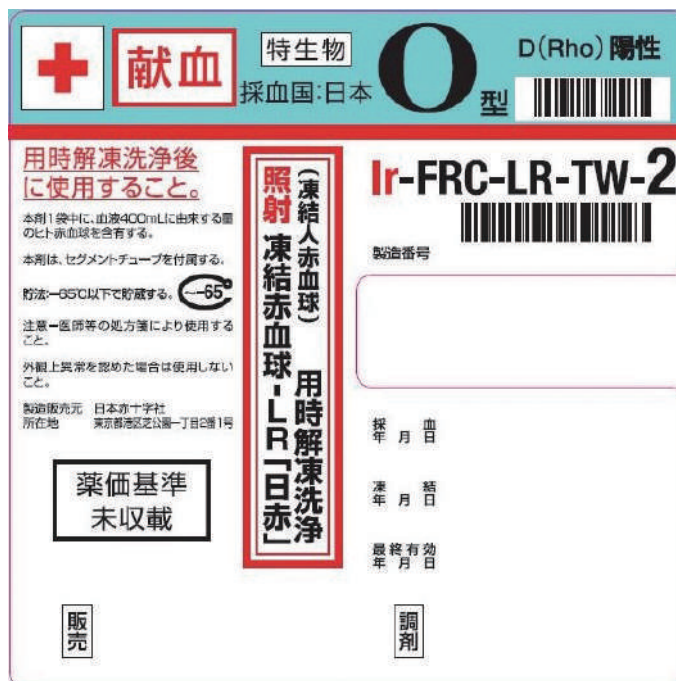 献血
特生物
採血国:日本
O型
D(Rho)陽性
用時解凍洗浄後
に使用すること。
本剤1袋中に、血液400mLに由来する量
のヒト赤血球を含有する。
本剤は、セグメントチューブを付属する。
貯法:−65℃以下で貯蔵する。
~−65°
注意−医師等の処方箋により使用する
こと。
外観上異常を認めた場合は使用しない
こと。
製造販売元 日本赤十字社
所在地 東京都港区芝公園一丁目2番1号
薬価基準
未収載
販売
(凍結人赤血球)
用時解凍洗浄
照射 凍結赤血球-LR「日赤」
Ir-FRC-LR-TW-2
製造番号
採血
年月日
凍結
年月日
最終有効
年月日
調剤